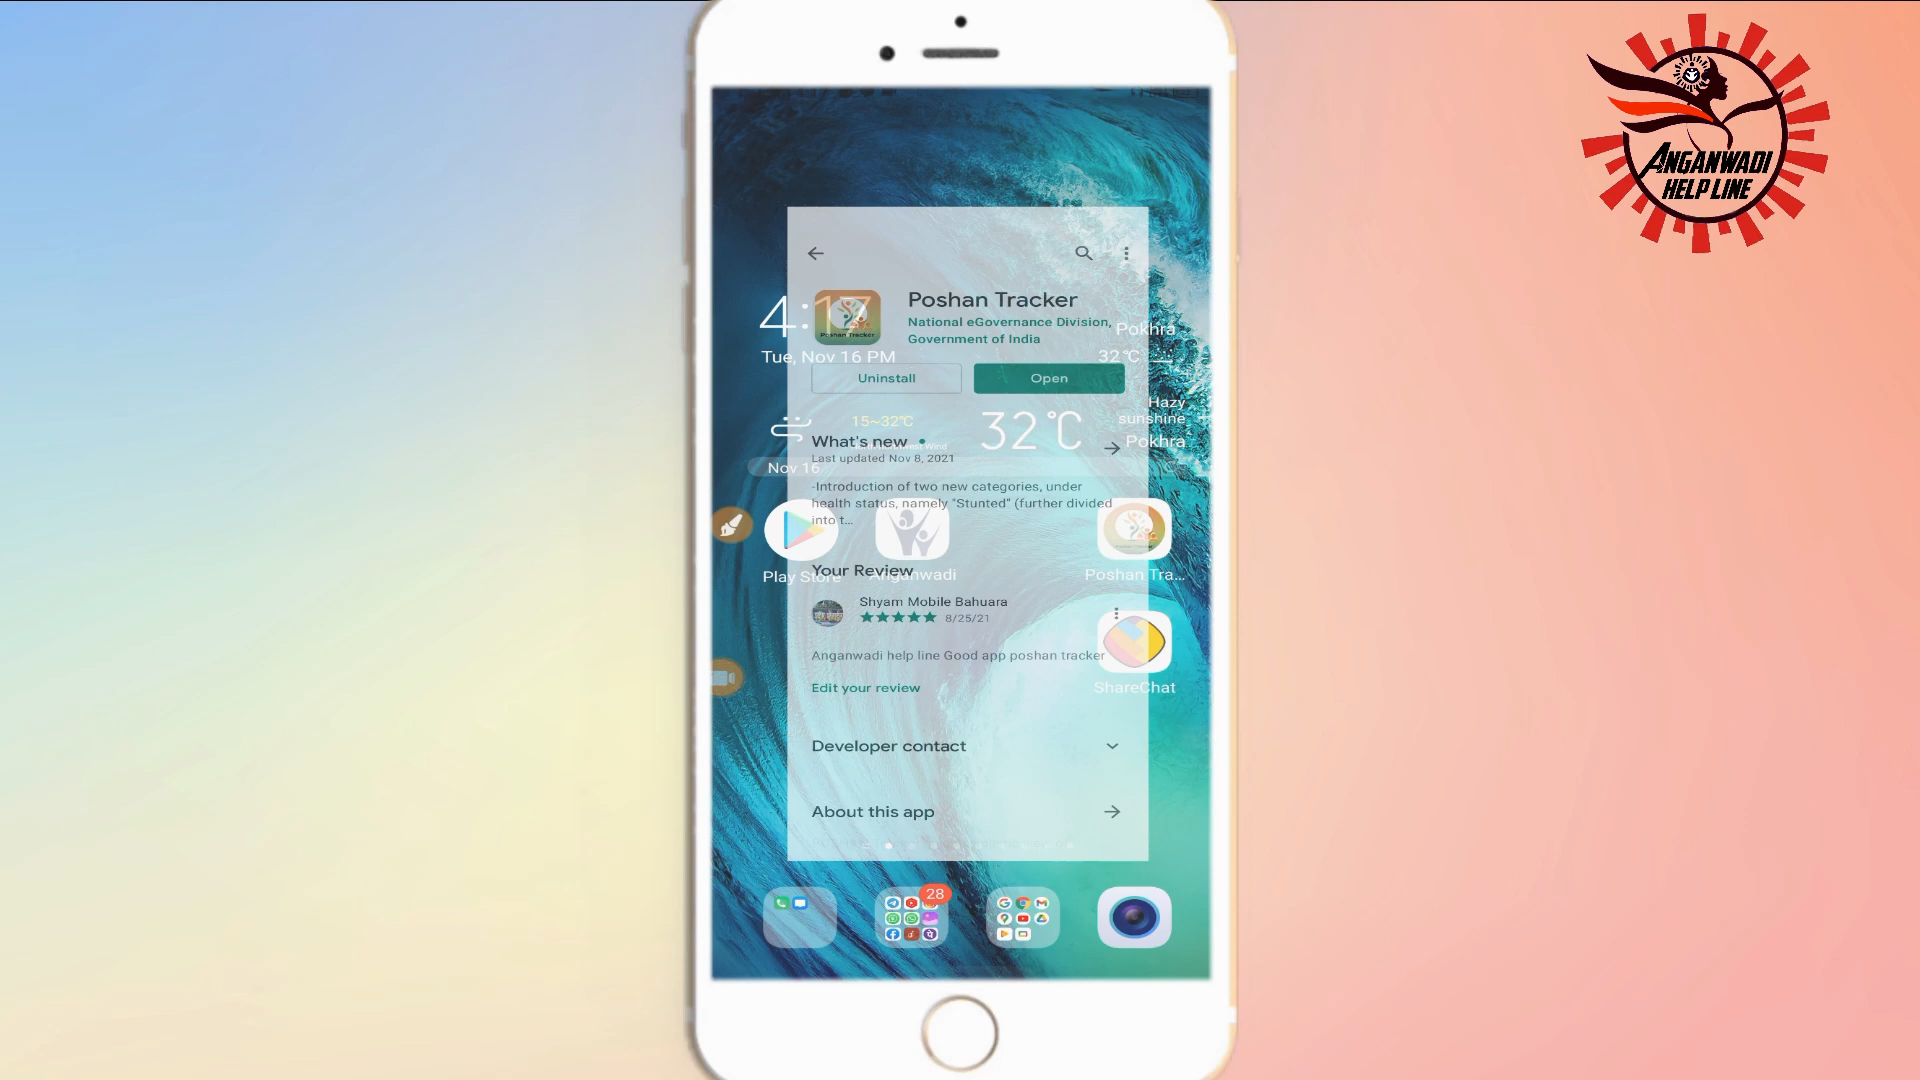 ANGANWADI
HELP LINE
Poshan Tracker
National eGovernance Division,
Government of India
4:17
Pokhra
Tue, Nov 16 PM
32°C
Uninstall
Open
Hazy
sunshine
15~32°C
32°C
Pokhra
What's new
Last updated Nov 8, 2021
Nov 16
-Introduction of two new categories, under
health status, namely "Stunted" (further divided
into t...
Poshan Tracker
Play Store
Anganwadi
Poshan Tra...
Your Review
Shyam Mobile Bahuara
8/25/21
Anganwadi help line Good app poshan tracker
Edit your review
ShareChat
Developer contact
About this app
28